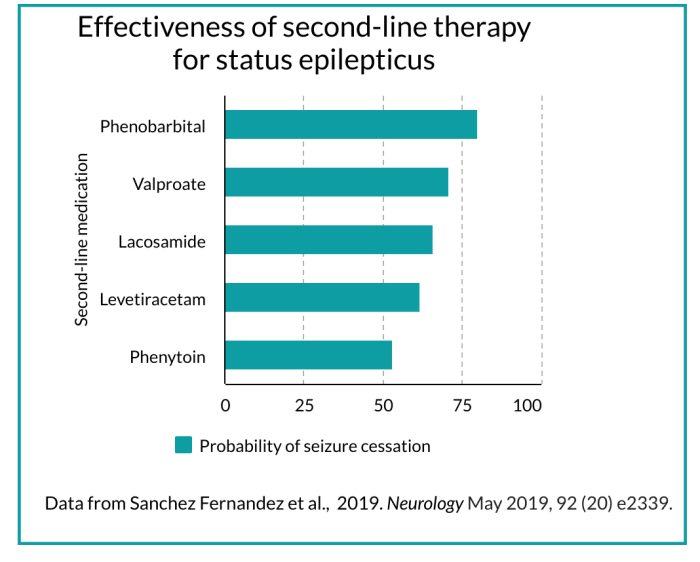 Effectiveness of second-line therapy
for status epilepticus
Second-line medication
Phenobarbital
Valproate
Lacosamide
Levetiracetam
Phenytoin
0 25 50 75 100
Probability of seizure cessation
Data from Sanchez Fernandez et al., 2019. Neurology May 2019, 92 (20) e2339.